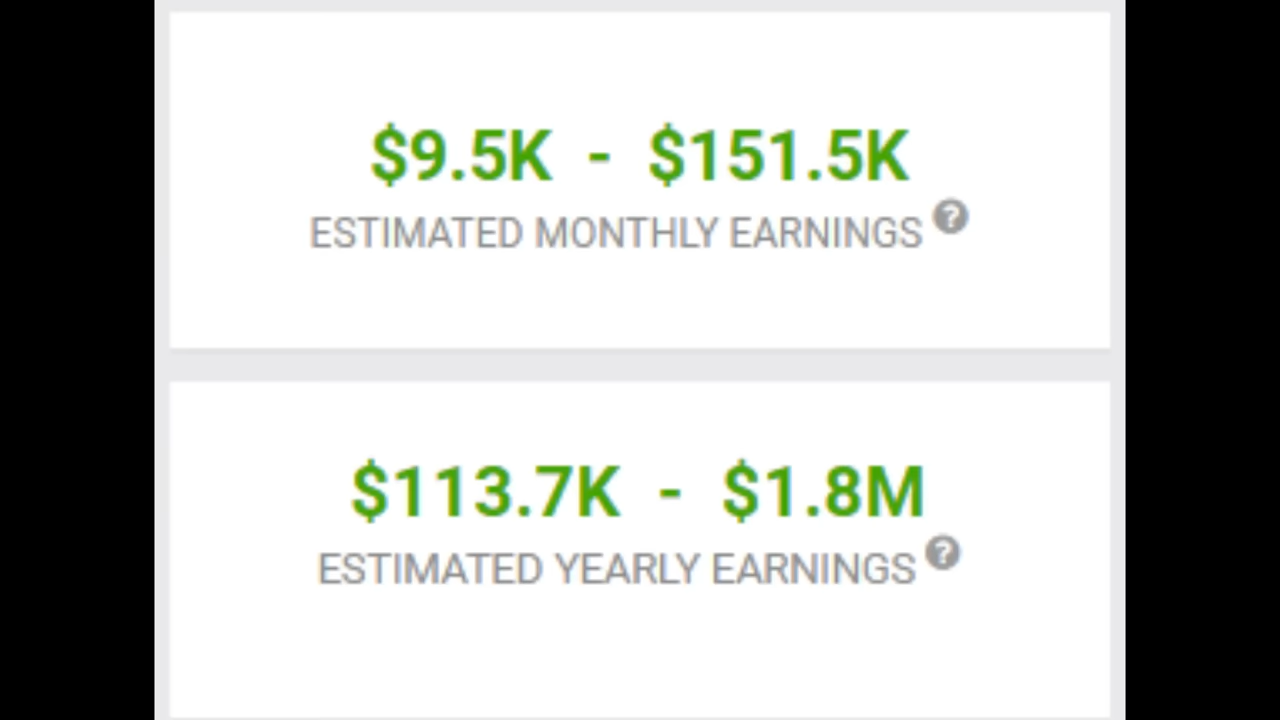 $9.5K - $151.5K
ESTIMATED MONTHLY EARNINGS ?
$113.7K - $1.8M
ESTIMATED YEARLY EARNINGS ?